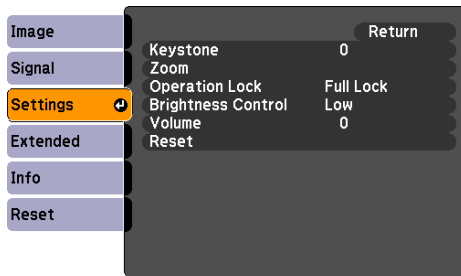 Image
Signal
Settings
Extended
Info
Reset
Return
Keystone 0
Zoom
Operation Lock Full Lock
Brightness Control Low
Volume 0
Reset